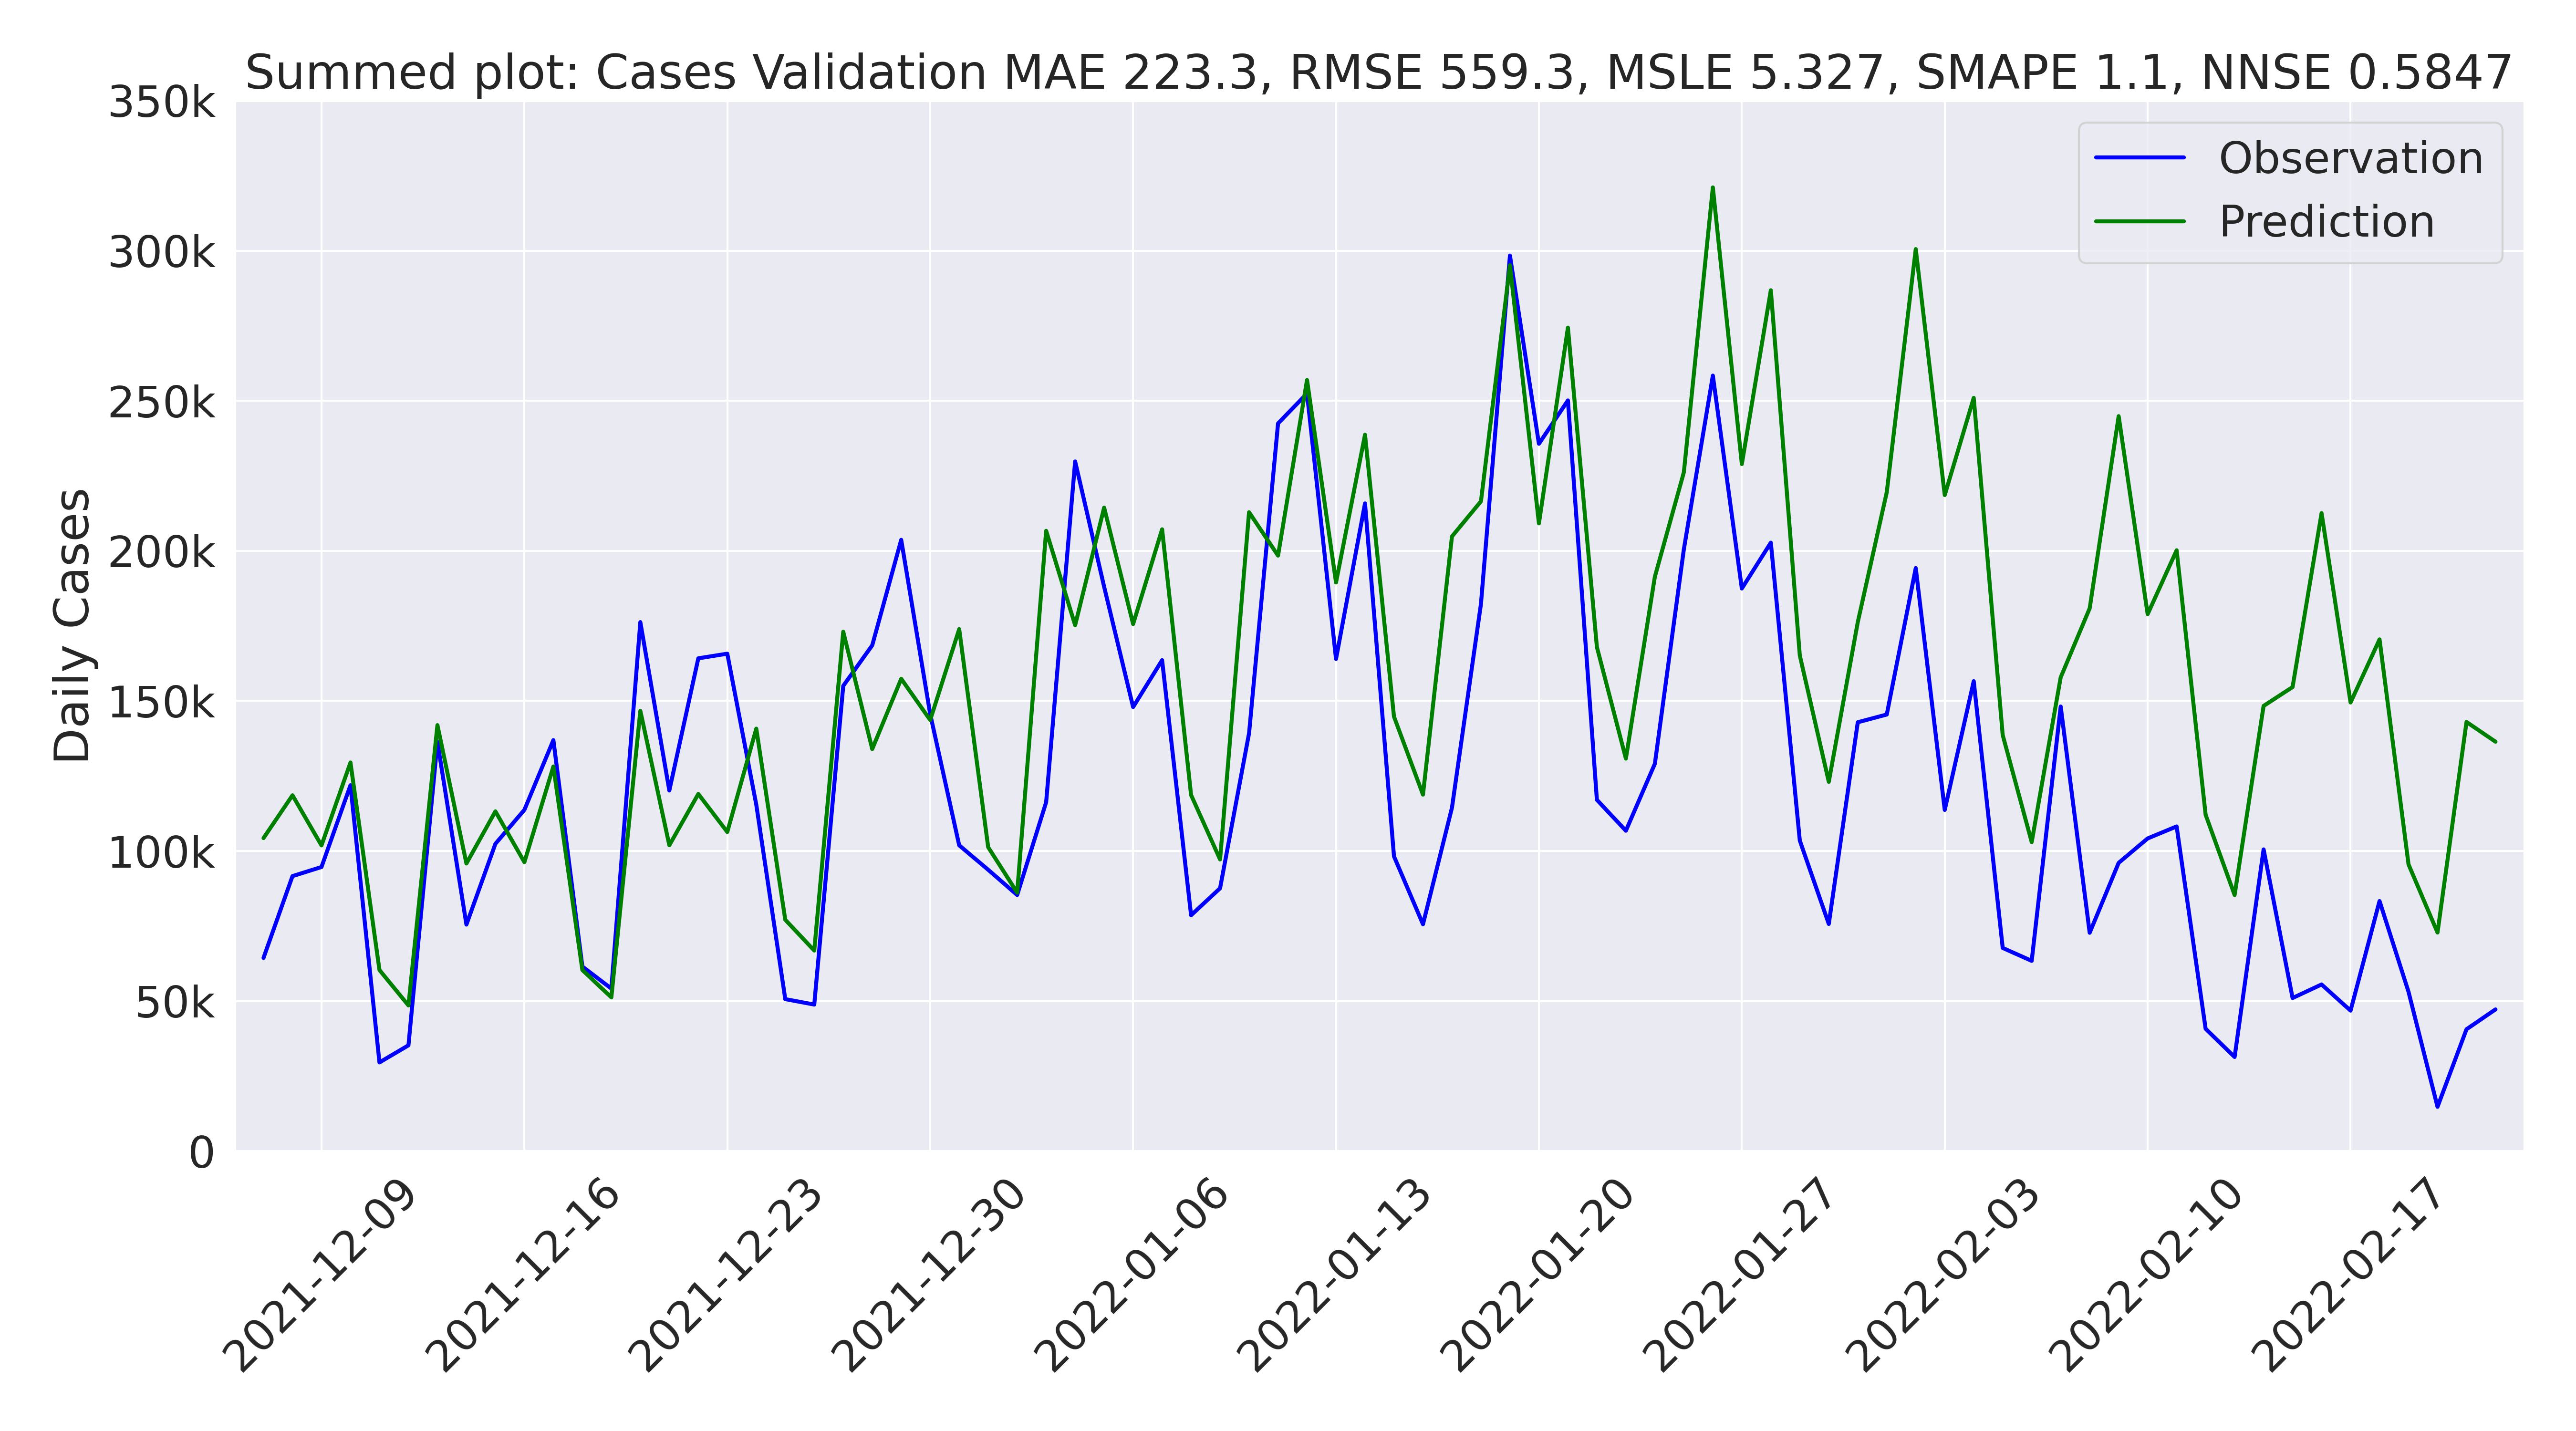 Summed plot: Cases Validation MAE 223.3, RMSE 559.3, MSLE 5.327, SMAPE 1.1, NNSE 0.5847
Observation
Prediction
Daily Cases
350k
300k
250k
200k
150k
100k
50k
0
2021-12-09
2021-12-16
2021-12-23
2021-12-30
2022-01-06
2022-01-13
2022-01-20
2022-01-27
2022-02-03
2022-02-10
2022-02-17